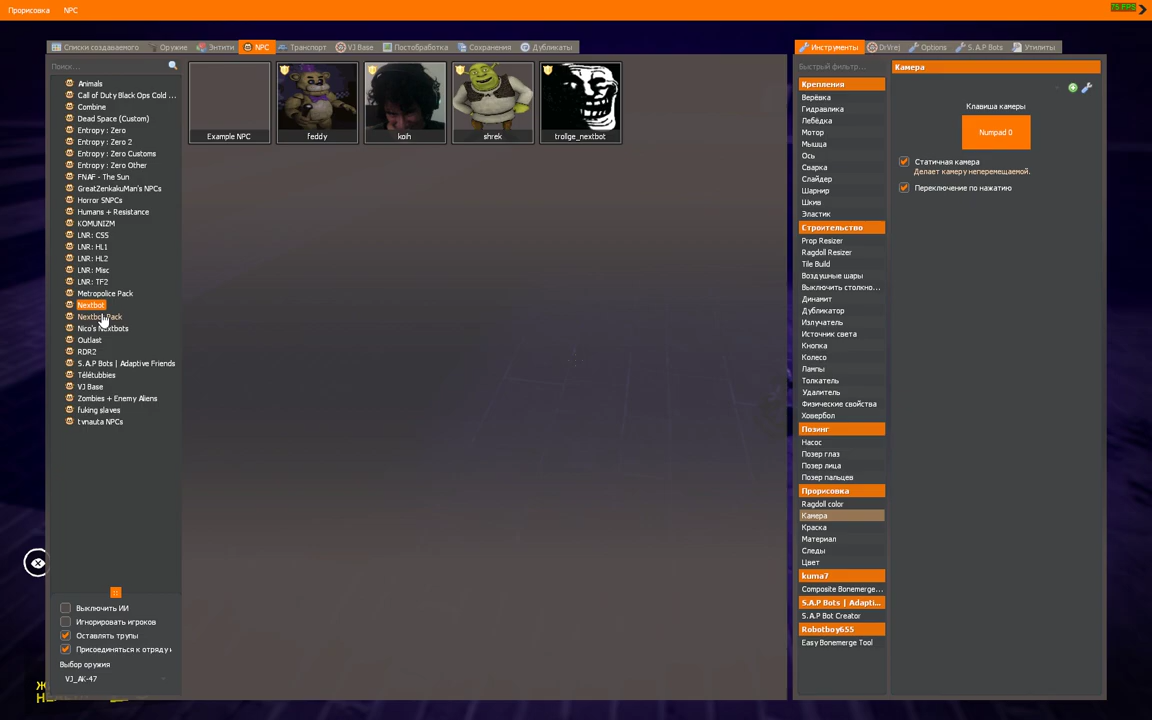 Прорисовка NPC
75 FPS
Списки создаваемого Оружие Энтити NPC Транспорт VJ Base Постобработка Сохранения Дубликаты
Инструменты DrVrej Options S.A.P Bots Утилиты
Поиск...
Animals
Call of Duty Black Ops Cold ...
Combine
Dead Space (Custom)
Entropy : Zero
Entropy : Zero 2
Entropy : Zero Customs
Entropy : Zero Other
FNAF - The Sun
GreatZenkakuMan's NPCs
Horror SNPCs
Humans + Resistance
KOMUNIZM
LNR: CSS
LNR: HL1
LNR: HL2
LNR: Misc
LNR: TF2
Metropolice Pack
Nextbot
Nextbot Pack
Nico's Nextbots
Outlast
RDR2
S.A.P Bots | Adaptive Friends
Télétubbies
VJ Base
Zombies + Enemy Aliens
fuking slaves
tvnauta NPCs
Выключить ИИ
Игнорировать игроков
Оставлять трупы
Присоединяться к отряду
Выбор оружия
VJ_AK-47
Example NPC feddy koih shrek trollge_nextbot
Быстрый фильтр...
Крепления
Верёвка
Гидравлика
Лебёдка
Мотор
Мышца
Ось
Сварка
Слайдер
Шарнир
Шкив
Эластик
Строительство
Prop Resizer
Ragdoll Resizer
Tile Build
Воздушные шары
Выключить столкно...
Динамит
Дубликатор
Излучатель
Источник света
Кнопка
Колесо
Лампы
Толкатель
Удалитель
Физические свойства
Ховербол
Позинг
Насос
Позер глаз
Позер лица
Позер пальцев
Прорисовка
Ragdoll color
Камера
Краска
Материал
Следы
Цвет
kuma7
Composite Bonemerge...
S.A.P Bots | Adapti...
S.A.P Bot Creator
Robotboy655
Easy Bonemerge Tool
Камера
Клавиша камеры
Numpad 0
Статичная камера
Делает камеру неперемещаемой.
Переключение по нажатию